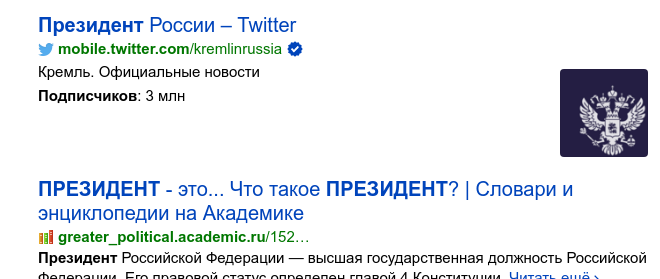 Президент России – Twitter
mobile.twitter.com/kremlinrussia
Кремль. Официальные новости
Подписчиков: 3 млн
ПРЕЗИДЕНТ - это... Что такое ПРЕЗИДЕНТ? | Словари и
энциклопедии на Академике
greater_political.academic.ru/152…
Президент Российской Федерации — высшая государственная должность Российской
Федерации. Его правовой статус определен главой 4 Конституции. Читать ещё ›